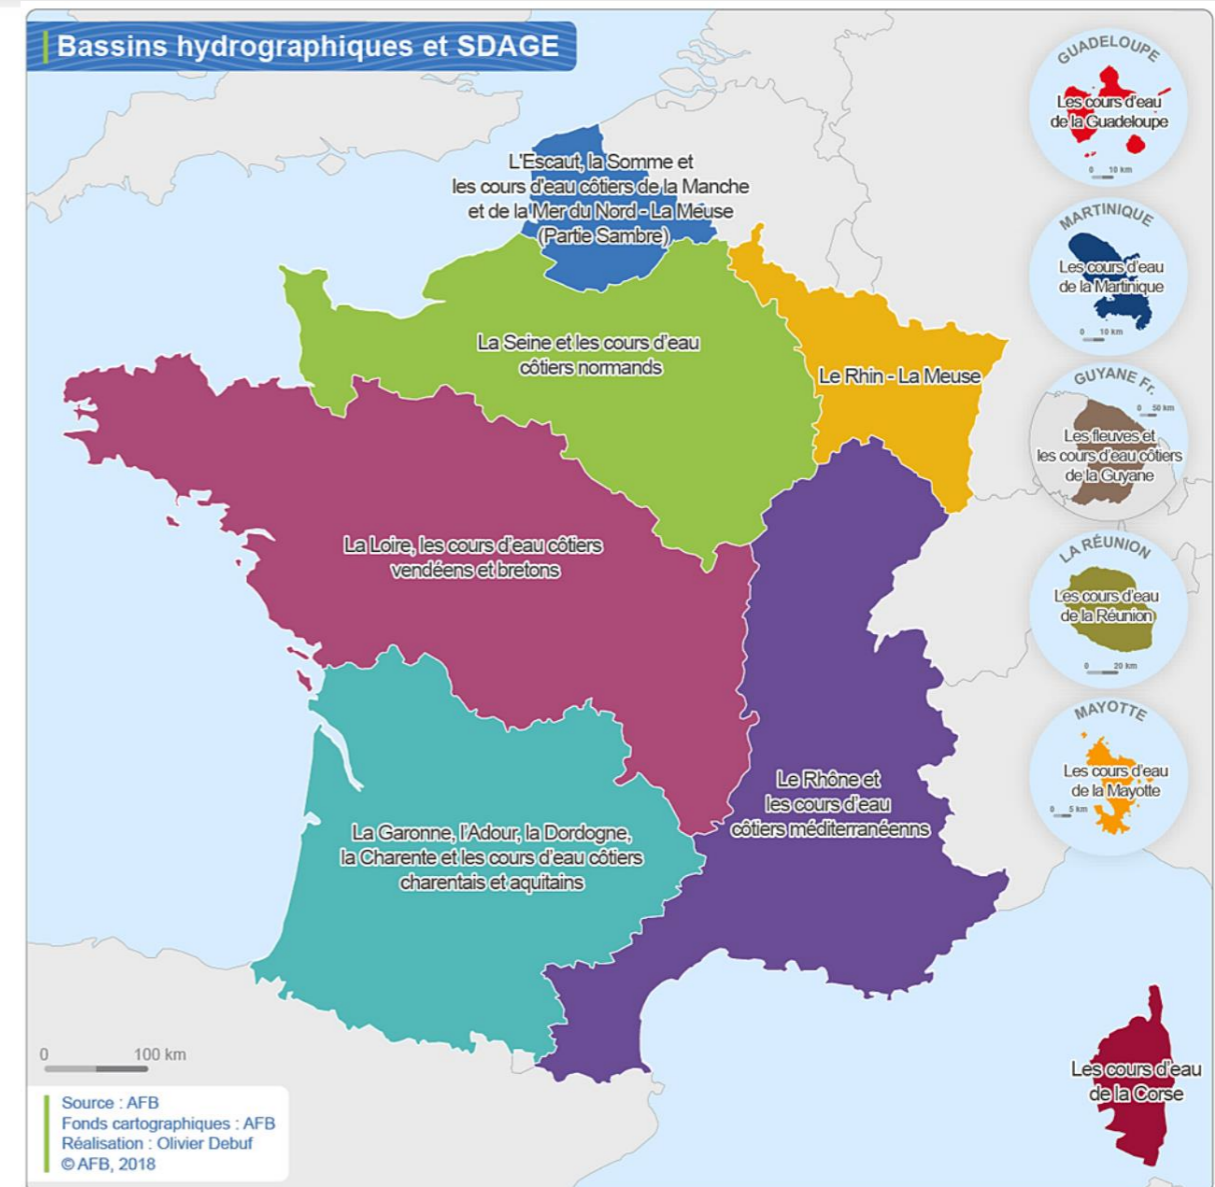 Bassins hydrographiques et SDAGE
GUADELOUPE
Les cours d'eau
de la Guadeloupe
0 10 km
L'Escaut, la Somme et
les cours d'eau côtiers de la Manche
et de la Mer du Nord - La Meuse
(Partie Sambre)
MARTINIQUE
Les cours d'eau
de la Martinique
0 10 km
La Seine et les cours d'eau
côtiers normands
Le Rhin - La Meuse
GUYANE Fr.
0 50 km
Les fleuves et
les cours d'eau côtiers
de la Guyane
La Loire, les cours d'eau côtiers
vendéens et bretons
LA RÉUNION
Les cours d'eau
de la Réunion
0 20 km
MAYOTTE
Les cours d'eau
de la Mayotte
0 5 km
Le Rhône et
les cours d'eau
côtiers méditerranéenns
La Garonne, l'Adour, la Dordogne,
la Charente et les cours d'eau côtiers
charentais et aquitains
Les cours d'eau
de la Corse
0 100 km
Source : AFB
Fonds cartographiques : AFB
Réalisation : Olivier Debuf
© AFB, 2018